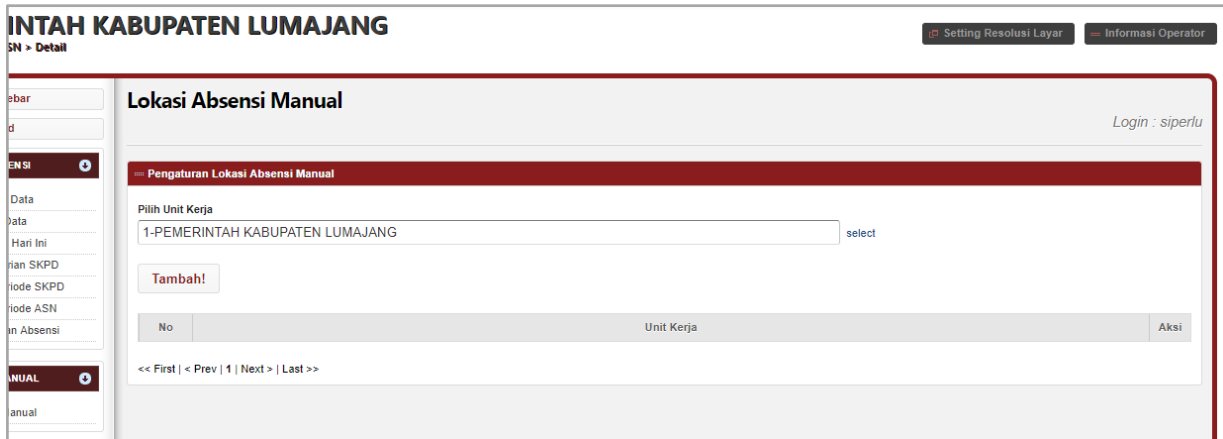 INTAH KABUPATEN LUMAJANG
SN > Detail
Setting Resolusi Layar
Informasi Operator
ebar
d
ENSI
Data
Data
Hari Ini
rian SKPD
riode SKPD
riode ASN
an Absensi
ANUAL
anual
Lokasi Absensi Manual
Login : siperlu
Pengaturan Lokasi Absensi Manual
Pilih Unit Kerja
1-PEMERINTAH KABUPATEN LUMAJANG select
Tambah!
No Unit Kerja Aksi
<< First | < Prev | 1 | Next > | Last >>